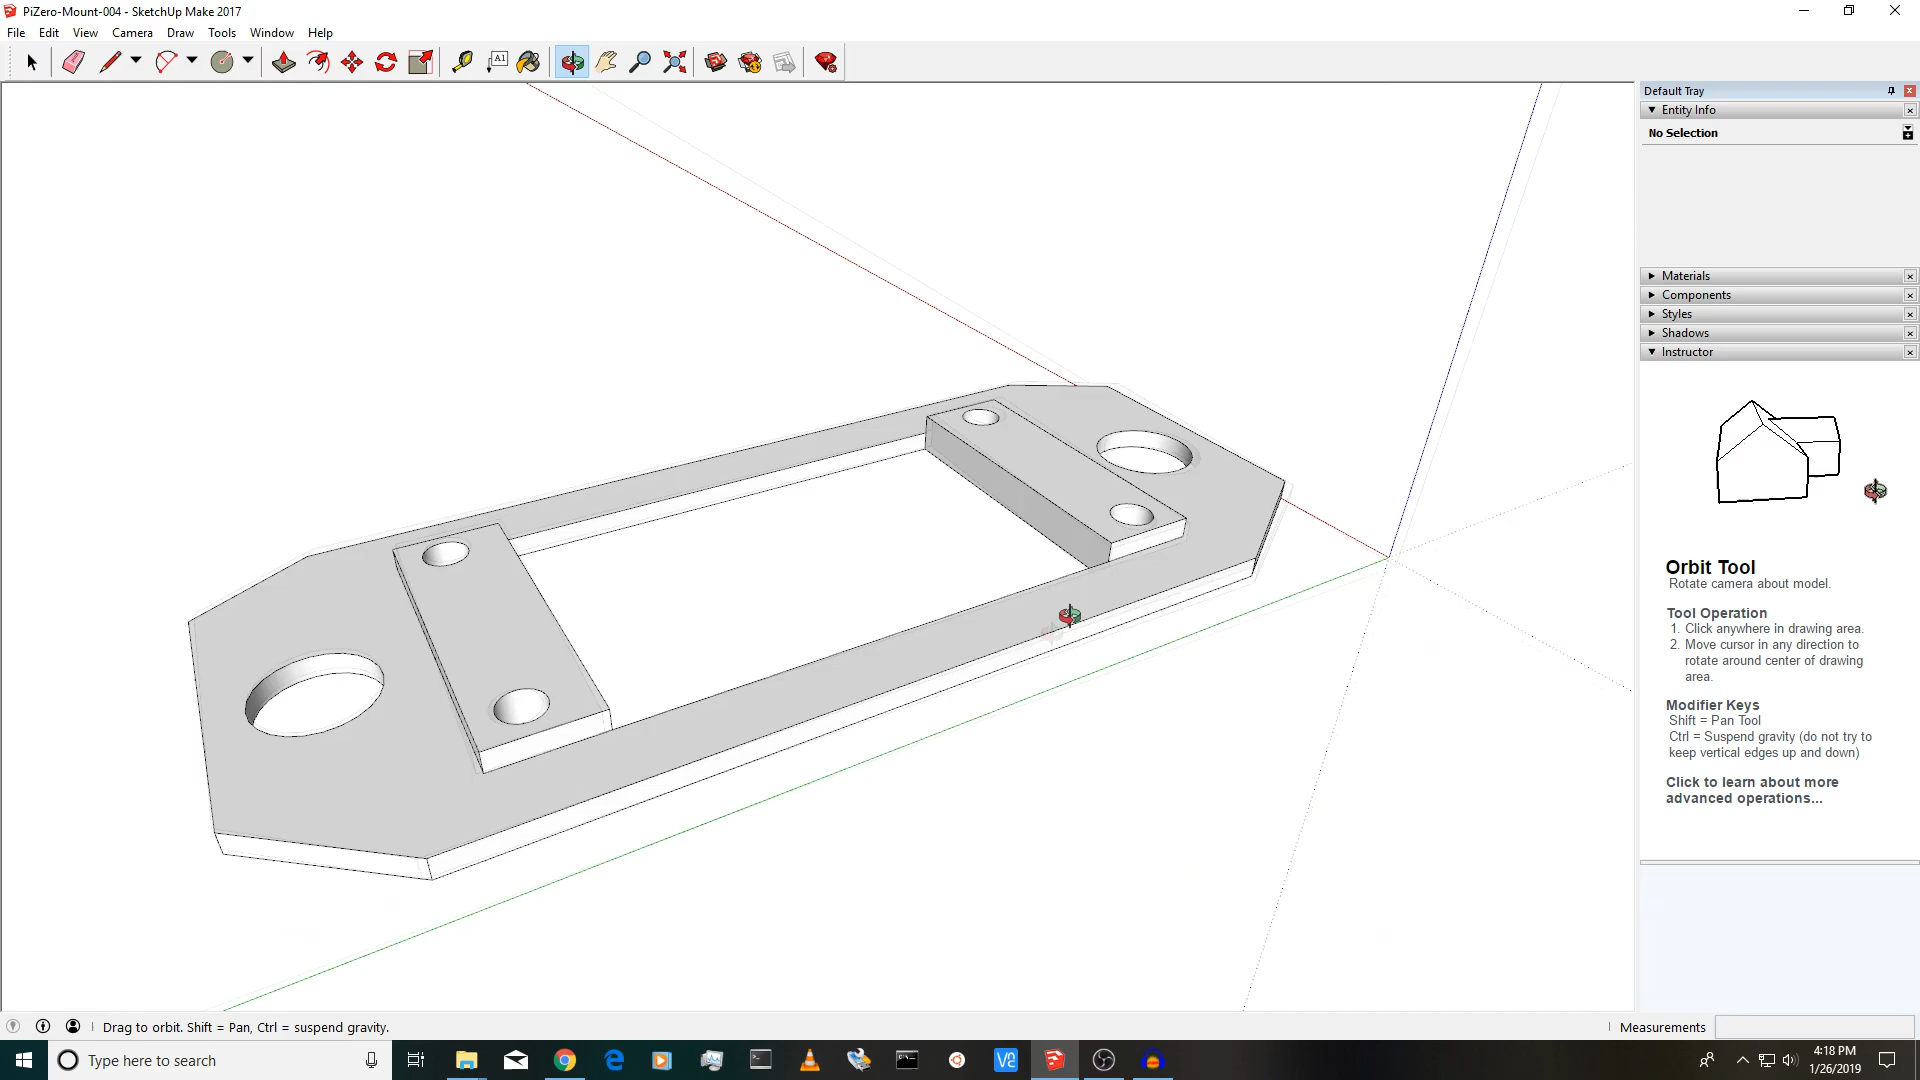 PiZero-Mount-004 - SketchUp Make 2017
File Edit View Camera Draw Tools Window Help
A1
Default Tray
Entity Info
No Selection
Materials
Components
Styles
Shadows
Instructor
Orbit Tool
Rotate camera about model.
Tool Operation
1. Click anywhere in drawing area.
2. Move cursor in any direction to
rotate around center of drawing
area.
Modifier Keys
Shift = Pan Tool
Ctrl = Suspend gravity (do not try to
keep vertical edges up and down)
Click to learn about more
advanced operations...
Drag to orbit. Shift = Pan, Ctrl = suspend gravity.
Measurements
Type here to search
4:18 PM
1/26/2019